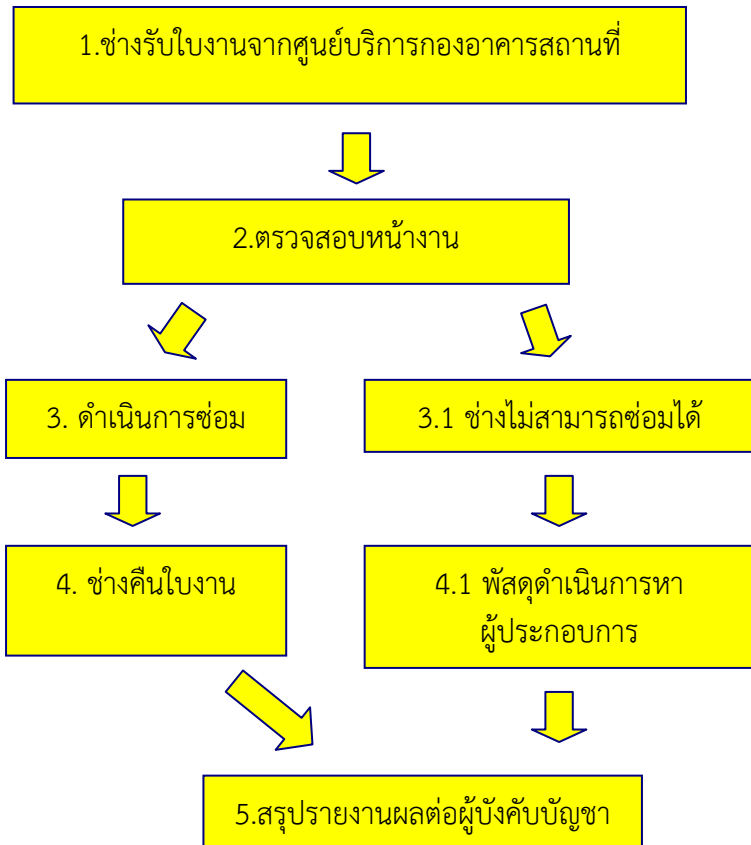 1.ช่างรับใบงานจากศูนย์บริการกองอาคารสถานที่
2.ตรวจสอบหน้างาน
3. ดำเนินการซ่อม
3.1 ช่างไม่สามารถซ่อมได้
4. ช่างคืนใบงาน
4.1 พัสดุดำเนินการหา
ผู้ประกอบการ
5.สรุปรายงานผลต่อผู้บังคับบัญชา